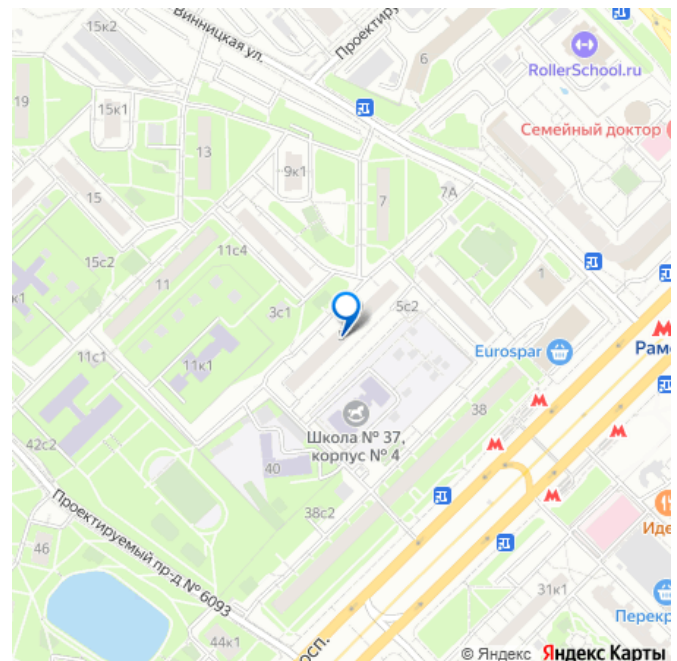 15к2
Винницкая ул.
Проекти
6
RollerSchool.ru
19
15к1
Семейный доктор
13
9к1
7
7А
15
11с4
15с2
11
1
к1
3с1
5с2
Рам
Eurospar
11с1
11к1
38
Школа № 37,
корпус № 4
42с2
40
38с2
Проектируемый пр-д № 6093
46
Иде
31к1
Перекр
44к1
осп.
© Яндекс Яндекс Карты